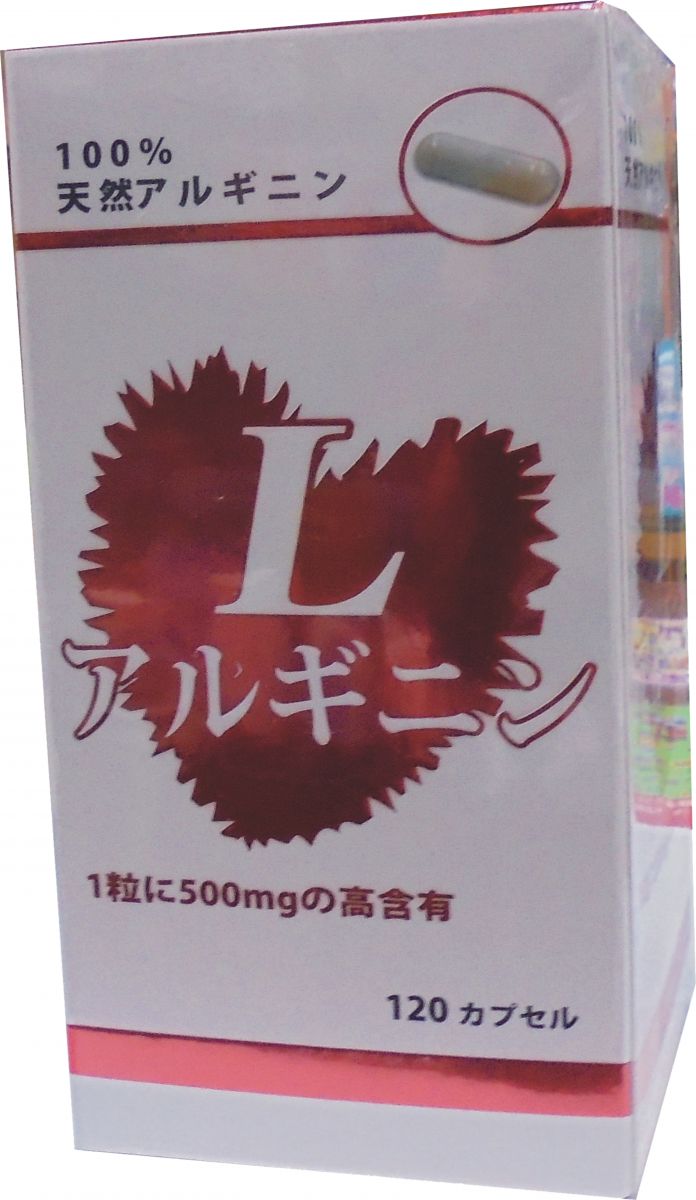 100%
天然アルギニン
L
アルギニン
1粒に500mgの高含有
120 カプセル